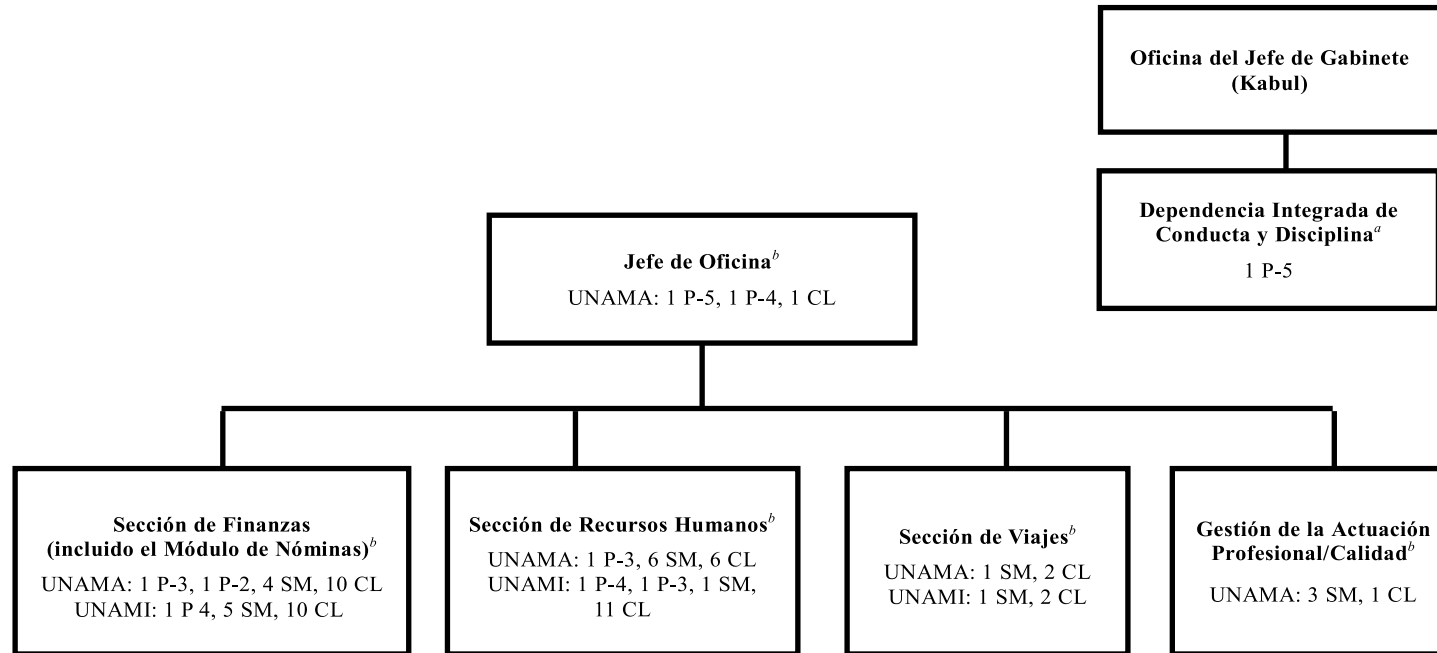 Oficina del Jefe de Gabinete
(Kabul)
Dependencia Integrada de
Conducta y Disciplina^a
1 P-5
Jefe de Oficina^b
UNAMA: 1 P-5, 1 P-4, 1 CL
Sección de Finanzas
(incluido el Módulo de Nóminas)^b
UNAMA: 1 P-3, 1 P-2, 4 SM, 10 CL
UNAMI: 1 P 4, 5 SM, 10 CL
Sección de Recursos Humanos^b
UNAMA: 1 P-3, 6 SM, 6 CL
UNAMI: 1 P-4, 1 P-3, 1 SM,
11 CL
Sección de Viajes^b
UNAMA: 1 SM, 2 CL
UNAMI: 1 SM, 2 CL
Gestión de la Actuación
Profesional/Calidad^b
UNAMA: 3 SM, 1 CL